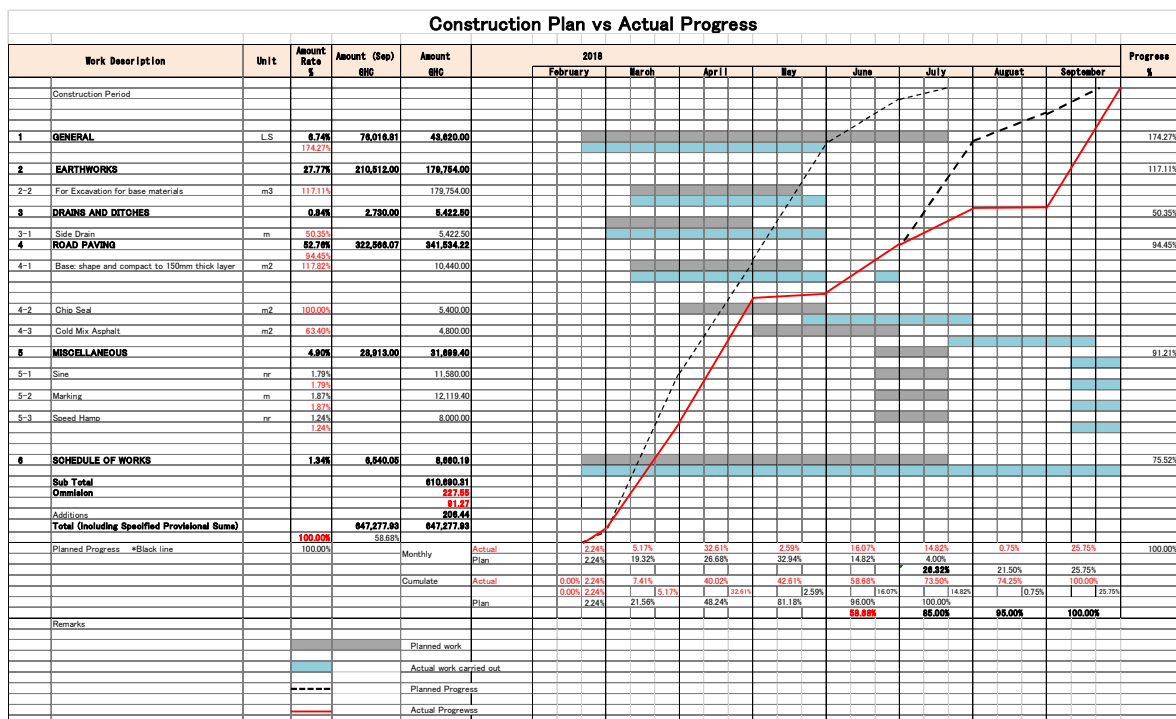 Construction Plan vs Actual Progress
Work Description Unit Amount Rate % Amount (Sep) GHC Amount GHC 2018 Progress %
February March April May June July August September
Construction Period
1 GENERAL L.S 6.74% 76,016.81 43,620.00 174.27%
174.27%
2 EARTHWORKS 27.77% 210,512.00 179,754.00 117.11%
2-2 For Excavation for base materials m3 117.11% 179,754.00
3 DRAINS AND DITCHES 0.84% 2,730.00 5,422.50 50.35%
3-1 Side Drain m 50.35% 5,422.50
4 ROAD PAVING 52.76% 322,566.07 341,534.22 94.45%
94.45%
4-1 Base: shape and compact to 150mm thick layer m2 117.82% 10,440.00
4-2 Chip Seal m2 100.00% 5,400.00
4-3 Cold Mix Asphalt m2 63.40% 4,800.00
5 MISCELLANEOUS 4.90% 28,913.00 31,699.40 91.21%
5-1 Sine nr 1.79% 11,580.00
1.79%
5-2 Marking m 1.87% 12,119.40
1.87%
5-3 Speed Hamp nr 1.24% 8,000.00
1.24%
6 SCHEDULE OF WORKS 1.34% 6,540.05 8,660.19 75.52%
Sub Total 610,690.31
Ommision 227.55
91.27
Additions 206.44
Total (Including Specified Provisional Sums) 647,277.93 647,277.93
100.00% 58.68%
Planned Progress *Black line 100.00% Monthly Actual 2.24% 5.17% 32.61% 2.59% 16.07% 14.82% 0.75% 25.75% 100.00%
Plan 2.24% 19.32% 26.68% 32.94% 14.82% 4.00%
26.32% 21.50% 25.75%
Cumulate Actual 0.00% 2.24% 7.41% 40.02% 42.61% 58.68% 73.50% 74.25% 100.00%
0.00% 2.24% 5.17% 32.61% 2.59% 16.07% 14.82% 0.75% 25.75%
Plan 2.24% 21.56% 48.24% 81.18% 96.00% 100.00%
58.68% 85.00% 95.00% 100.00%
Remarks
Planned work
Actual work carried out
Planned Progress
Actual Progrewss